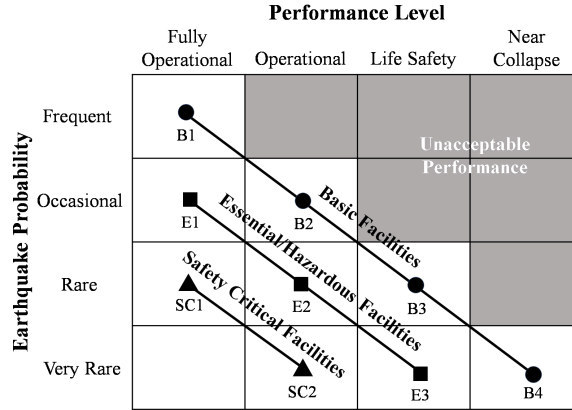 Performance Level
Fully
Operational
Operational
Life Safety
Near
Collapse
Earthquake Probability
Frequent
B1
Unacceptable
Performance
Occasional
E1
B2
Basic Facilities
Essential/Hazardous Facilities
Rare
SC1
E2
B3
Safety Critical Facilities
Very Rare
SC2
E3
B4